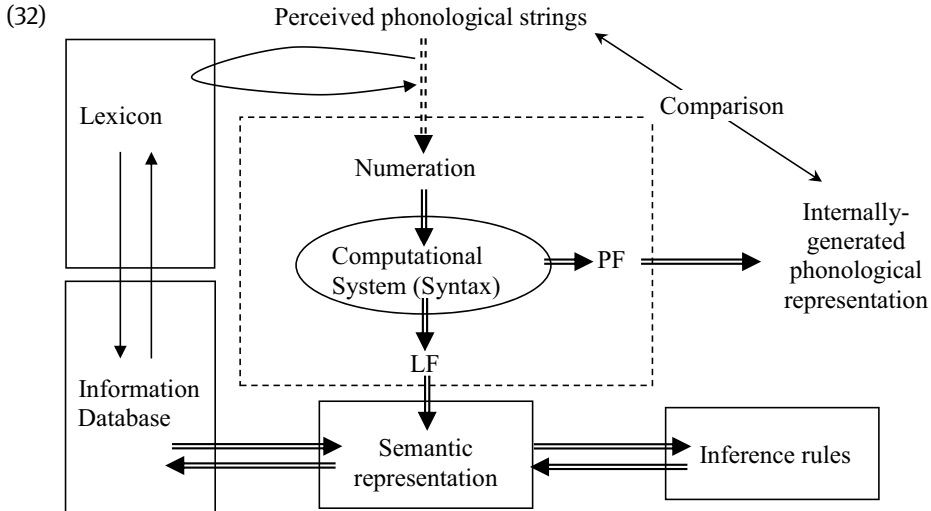 (32)
Perceived phonological strings
Lexicon
Comparison
Numeration
Internally-
generated
phonological
representation
Computational
System (Syntax)
PF
LF
Information
Database
Semantic
representation
Inference rules